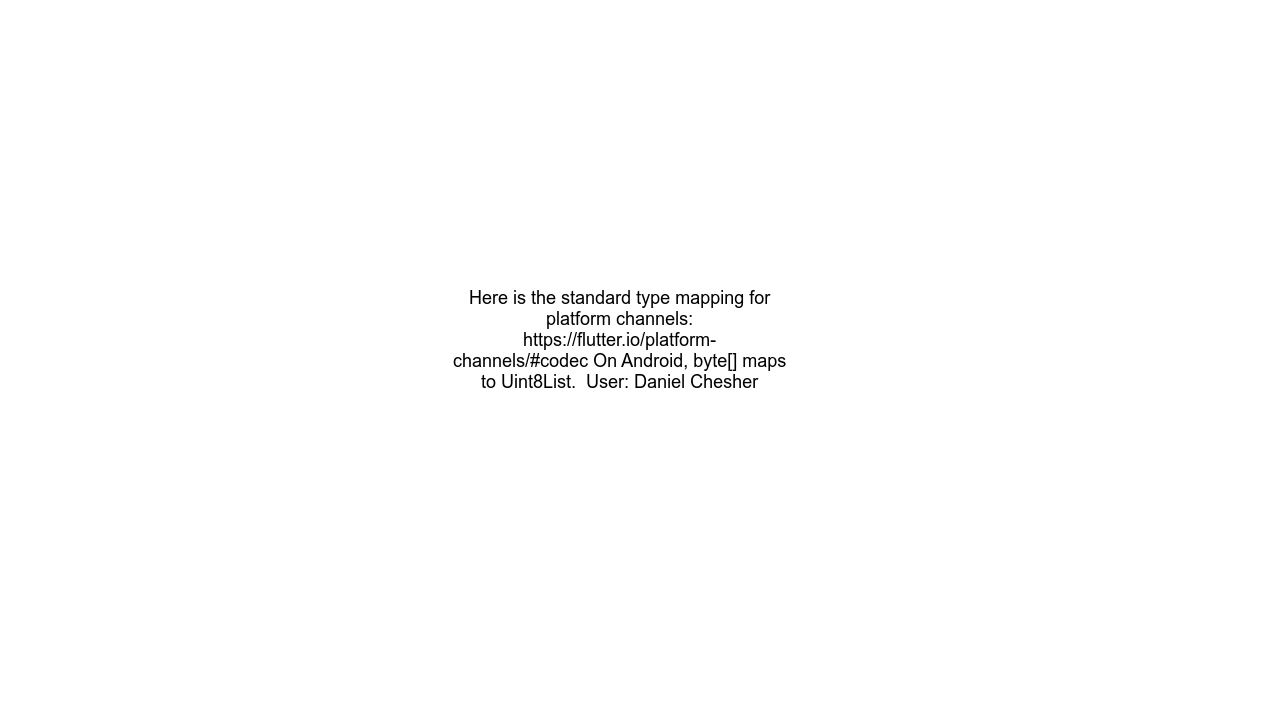 Here is the standard type mapping for
platform channels:
https://flutter.io/platform-
channels/#codec On Android, byte[] maps
to Uint8List.  User: Daniel Chesher